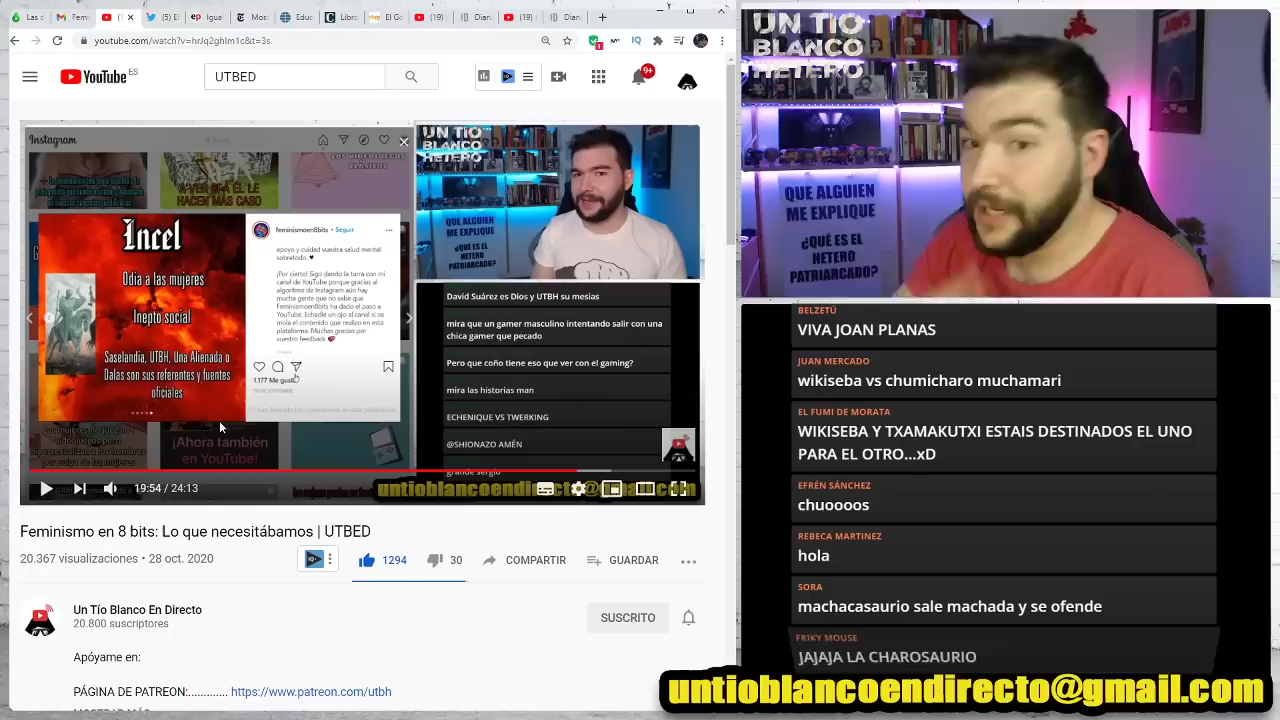 youtube.com/watch?v=
YouTube
ES
UTBED
9+
Instagram
HACEN MÁS CASO
Incel
Odia a las mujeres
Inepto social
Saselandia, UTBH, Una Alienada o
Dalas son sus referentes y fuentes
oficiales
feminismoen8bits • Seguir
apoyo y cuidad vuestra salud mental
sobretodo. ♥
¡Por cierto! Sigo dando la turra con mi
canal de YouTube porque gracias al
algoritmo de Instagram aún hay
mucha gente que no sabe que
Feminismoen8bits ha dado el paso a
YouTube. Echadle un ojo al canal si os
mola el contenido que realizo en esta
plataforma. Muchas gracias por
vuestro apoyo
1.177 Me gusta
¡Ahora también
en YouTube!
UN TÍO
BLANCO
HETERO
QUE ALGUIEN
ME EXPLIQUE
¿QUÉ ES EL
HETERO
PATRIARCADO?
David Suárez es Dios y UTBH su mesias
mira que un gamer masculino intentando salir con una
chica gamer que pecado
Pero que coño tiene eso que ver con el gaming?
mira las historias man
ECHENIQUE VS TWERKING
@SHIONAZO AMÉN
grande sergio
untioblancoendirecto@gmail.com
19:54 / 24:13
Feminismo en 8 bits: Lo que necesitábamos | UTBED
20.367 visualizaciones • 28 oct. 2020
1294
30
COMPARTIR
GUARDAR
Un Tío Blanco En Directo
20.800 suscriptores
SUSCRITO
Apóyame en:
PÁGINA DE PATREON:............ https://www.patreon.com/utbh
UN TÍO
BLANCO
HETERO
QUE ALGUIEN
ME EXPLIQUE
¿QUÉ ES EL
HETERO
PATRIARCADO?
BELZETÚ
VIVA JOAN PLANAS
JUAN MERCADO
wikiseba vs chumicharo muchamari
EL FUMI DE MORATA
WIKISEBA Y TXAMAKUTXI ESTAIS DESTINADOS EL UNO
PARA EL OTRO...xD
EFRÉN SÁNCHEZ
chuoooos
REBECA MARTINEZ
hola
SORA
machacasaurio sale machada y se ofende
FRIKY MOUSE
JAJAJA LA CHAROSAURIO
untioblancoendirecto@gmail.com